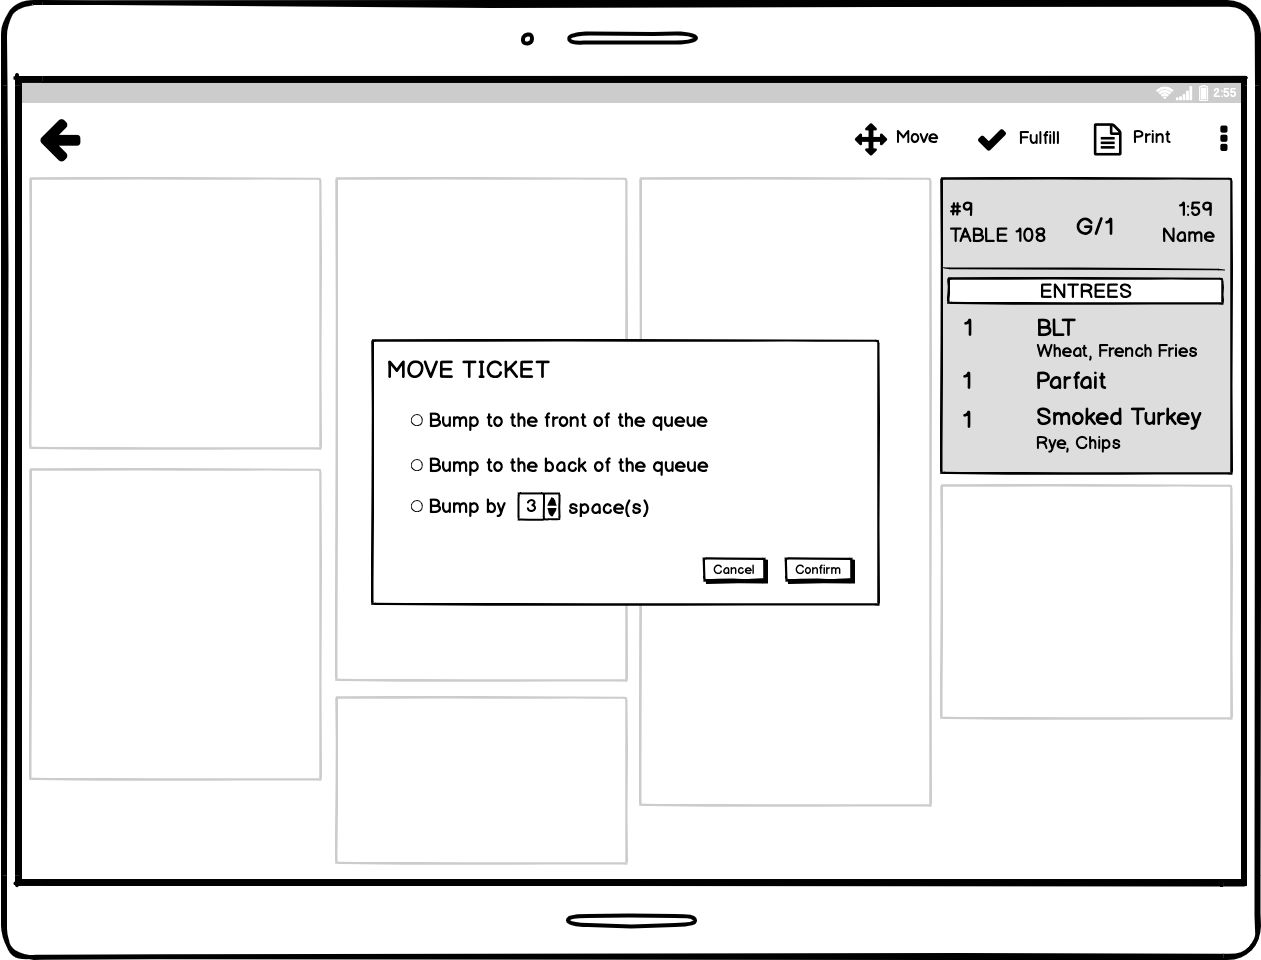 2:55
Move
Fulfill
Print
#9
1:59
TABLE 108
G/1
Name
ENTREES
1 BLT
Wheat, French Fries
1 Parfait
1 Smoked Turkey
Rye, Chips
MOVE TICKET
Bump to the front of the queue
Bump to the back of the queue
Bump by 3 space(s)
Cancel
Confirm